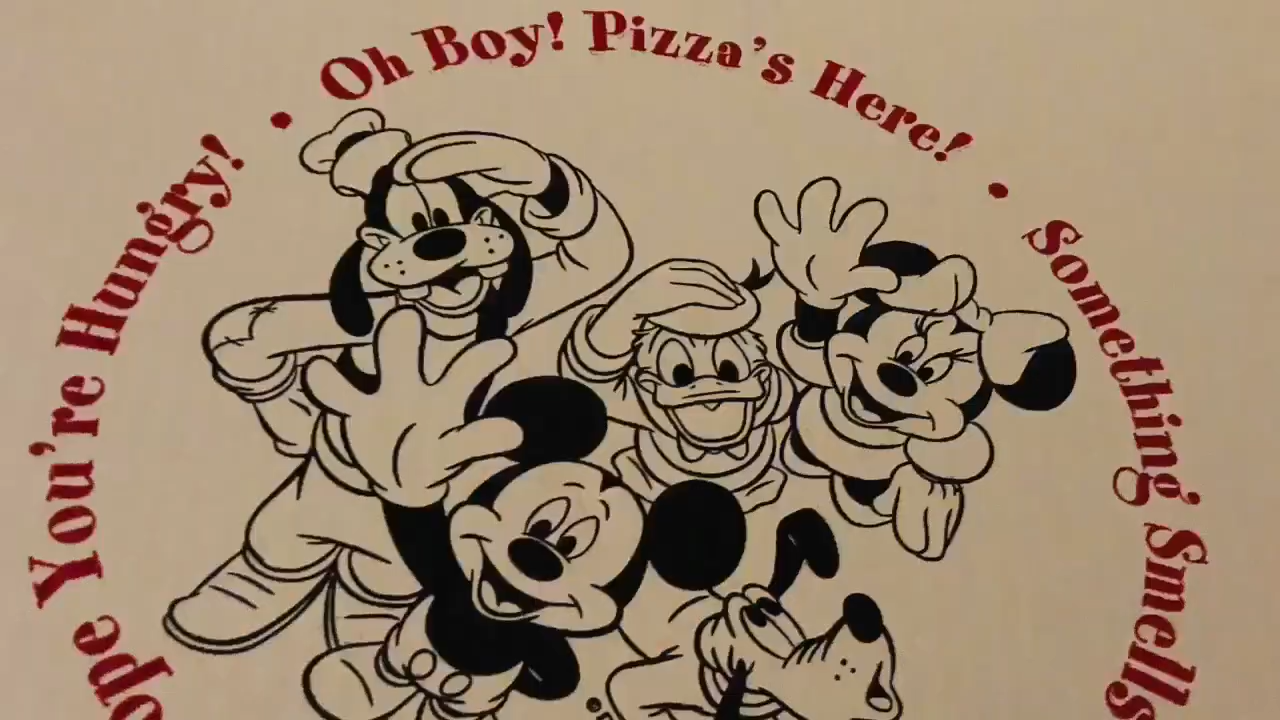 ope You're Hungry!
• Oh Boy! Pizza's Here! •
Something Smells